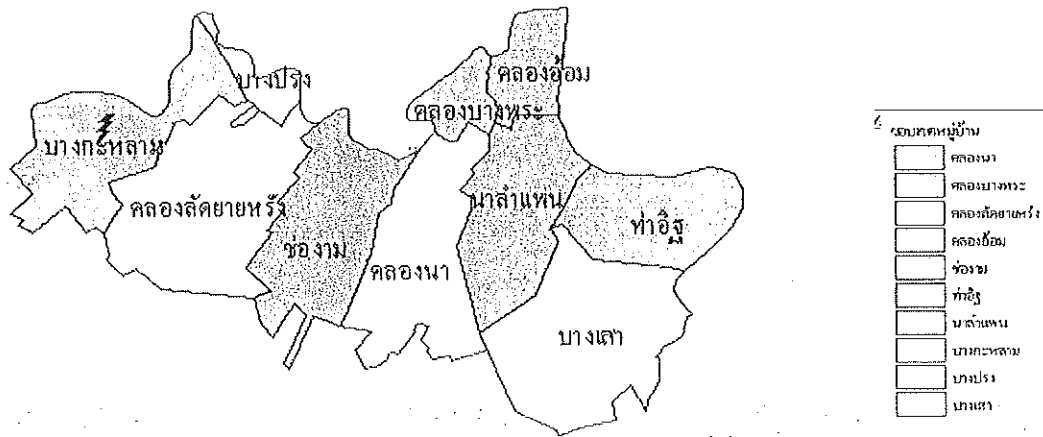 บางปรง
คลองอ้อม
คลองบางพระ
บางกะหลาม
คลองลัดยายหรั่ง
นาลำแหน
ท่าอิฐ
ช่องาม
คลองนา
บางเสา
ขอบเขตหมู่บ้าน
คลองนา
คลองบางพระ
คลองลัดยายหรั่ง
คลองอ้อม
ช่องาม
ท่าอิฐ
นาลำแหน
บางกะหลาม
บางปรง
บางเสา